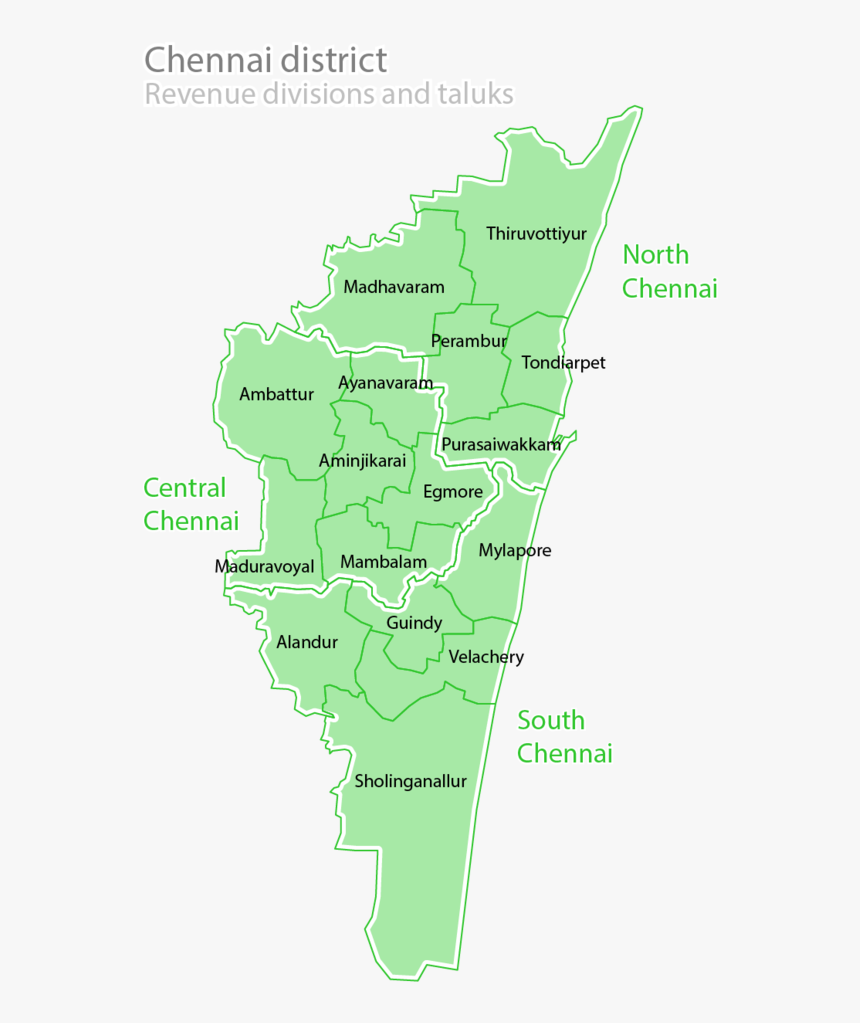 Chennai district
Revenue divisions and taluks
Thiruvottiyur
North
Chennai
Madhavaram
Perambur
Tondiarpet
Ayanavaram
Ambattur
Purasaiwakkam
Aminjikarai
Central
Chennai
Egmore
Mylapore
Mambalam
Maduravoyal
Guindy
Alandur
Velachery
South
Chennai
Sholinganallur